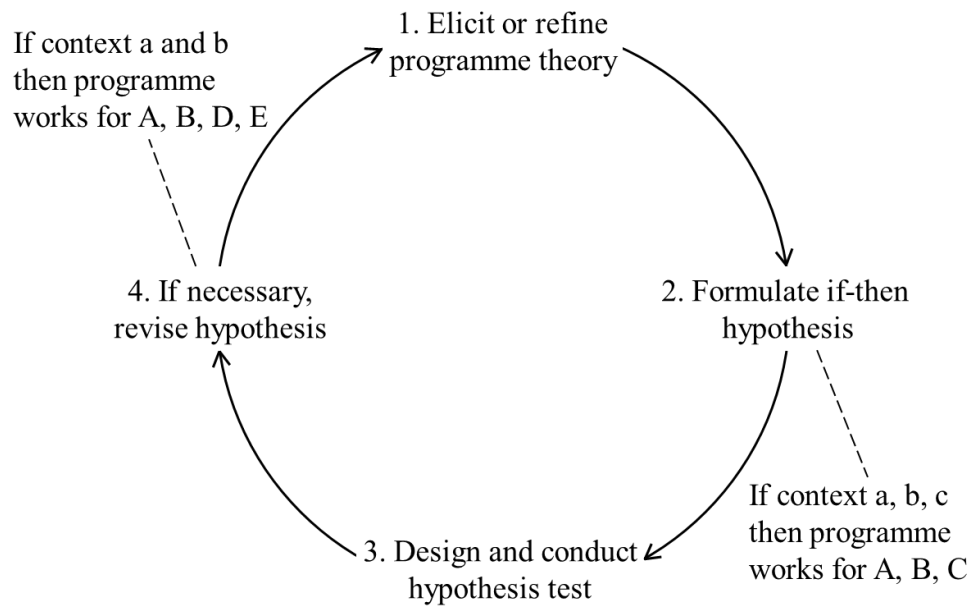 1. Elicit or refine
programme theory
If context a and b
then programme
works for A, B, D, E
2. Formulate if-then
hypothesis
4. If necessary,
revise hypothesis
If context a, b, c
then programme
works for A, B, C
3. Design and conduct
hypothesis test